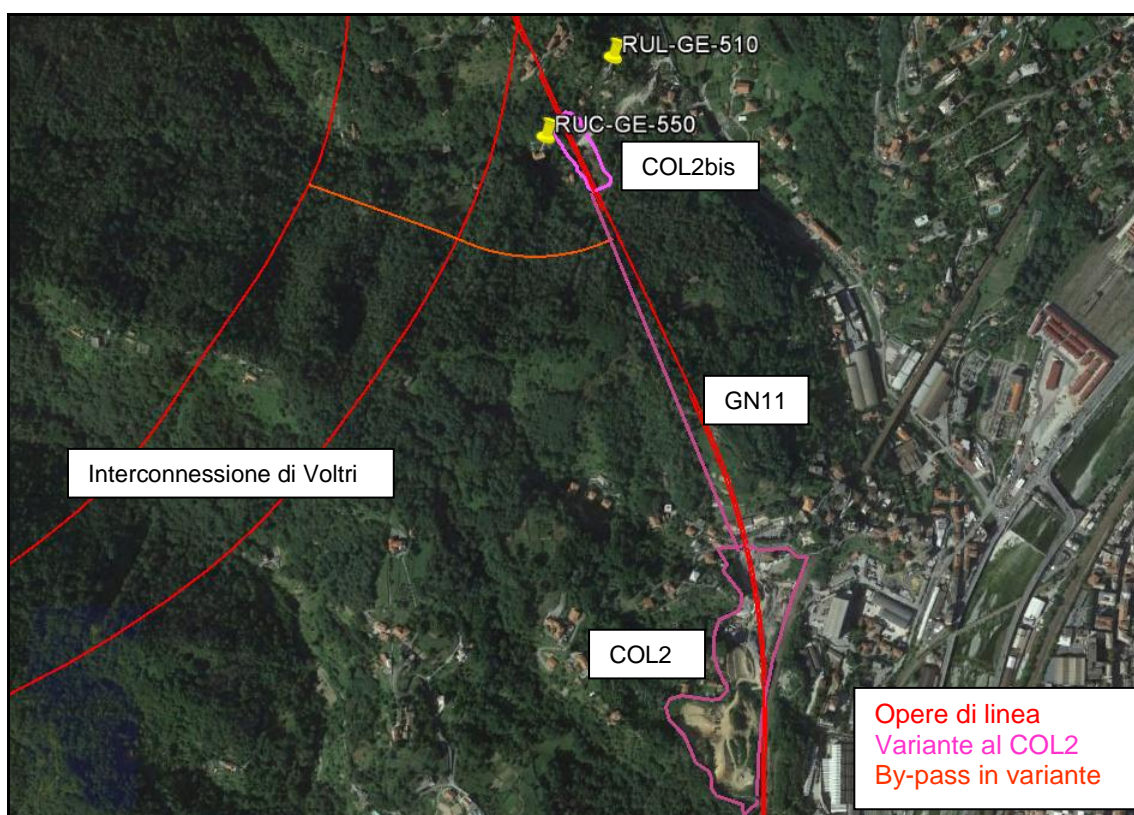 RUL-GE-510
RUC-GE-550
COL2bis
GN11
Interconnessione di Voltri
COL2
Opere di linea
Variante al COL2
By-pass in variante